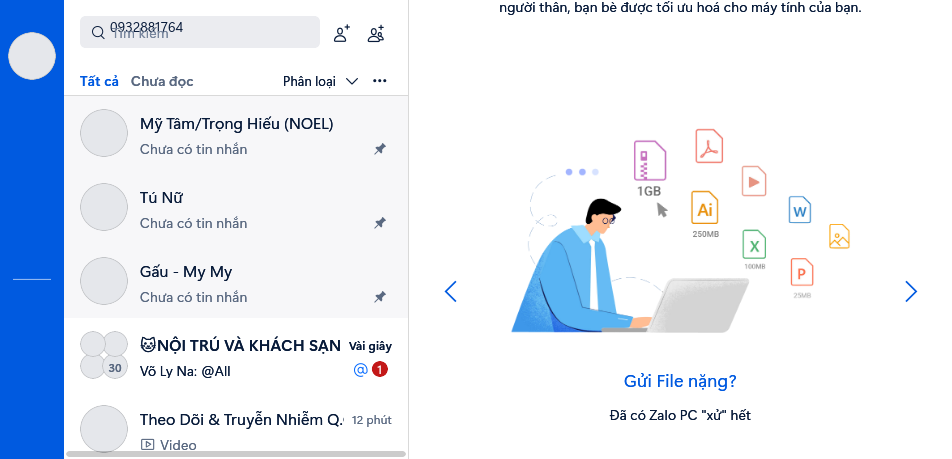 0932881764
Tìm kiếm
Tất cả Chưa đọc Phân loại
Mỹ Tâm/Trọng Hiếu (NOEL)
Chưa có tin nhắn
Tú Nữ
Chưa có tin nhắn
Gấu - My My
Chưa có tin nhắn
🐱NỘI TRÚ VÀ KHÁCH SẠN Vài giây
30
Võ Ly Na: @All @ 1
Theo Dõi & Truyễn Nhiễm Q. 12 phút
Video
người thân, bạn bè được tối ưu hoá cho máy tính của bạn.
1GB
Ai
250MB
W
X
100MB
P
25MB
Gửi File nặng?
Đã có Zalo PC "xử" hết